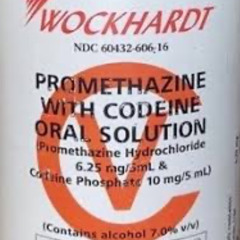 WOCKHARDT
NDC 60432-606-16
PROMETHAZINE
WITH CODEINE
ORAL SOLUTION
(Promethazine Hydrochloride
6.25 mg/5mL &
Codeine Phosphate 10 mg/5 mL)
(Contains alcohol 7.0% v/v)